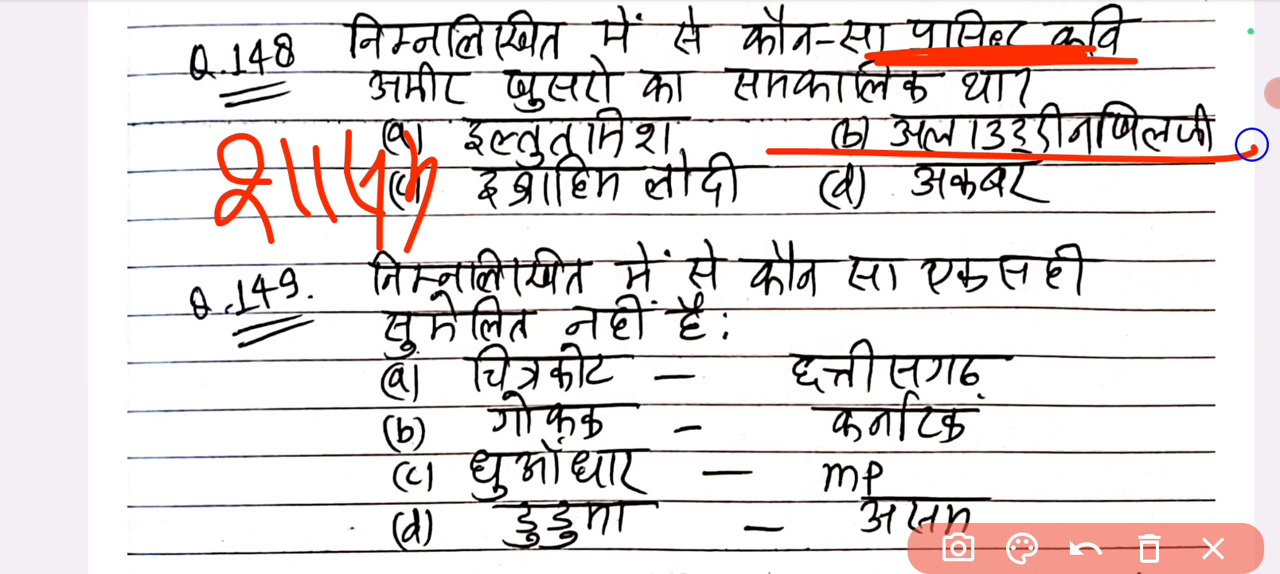 Q.148 निम्नलिखित में से कौन-सा प्रसिद्ध कवि
अमीर खुसरो का समकालिक था?
(a) इल्तुतमिश (b) अलाउद्दीन खिलजी
(c) इब्राहिम लोदी (d) अकबर
Q.149. निम्नलिखित में से कौन सा एक सही
सुमेलित नहीं है:
(a) चित्रकोट — छत्तीसगढ़
(b) गोकक — कर्नाटक
(c) धुआँधार — MP
(d) डुडुमा — असम